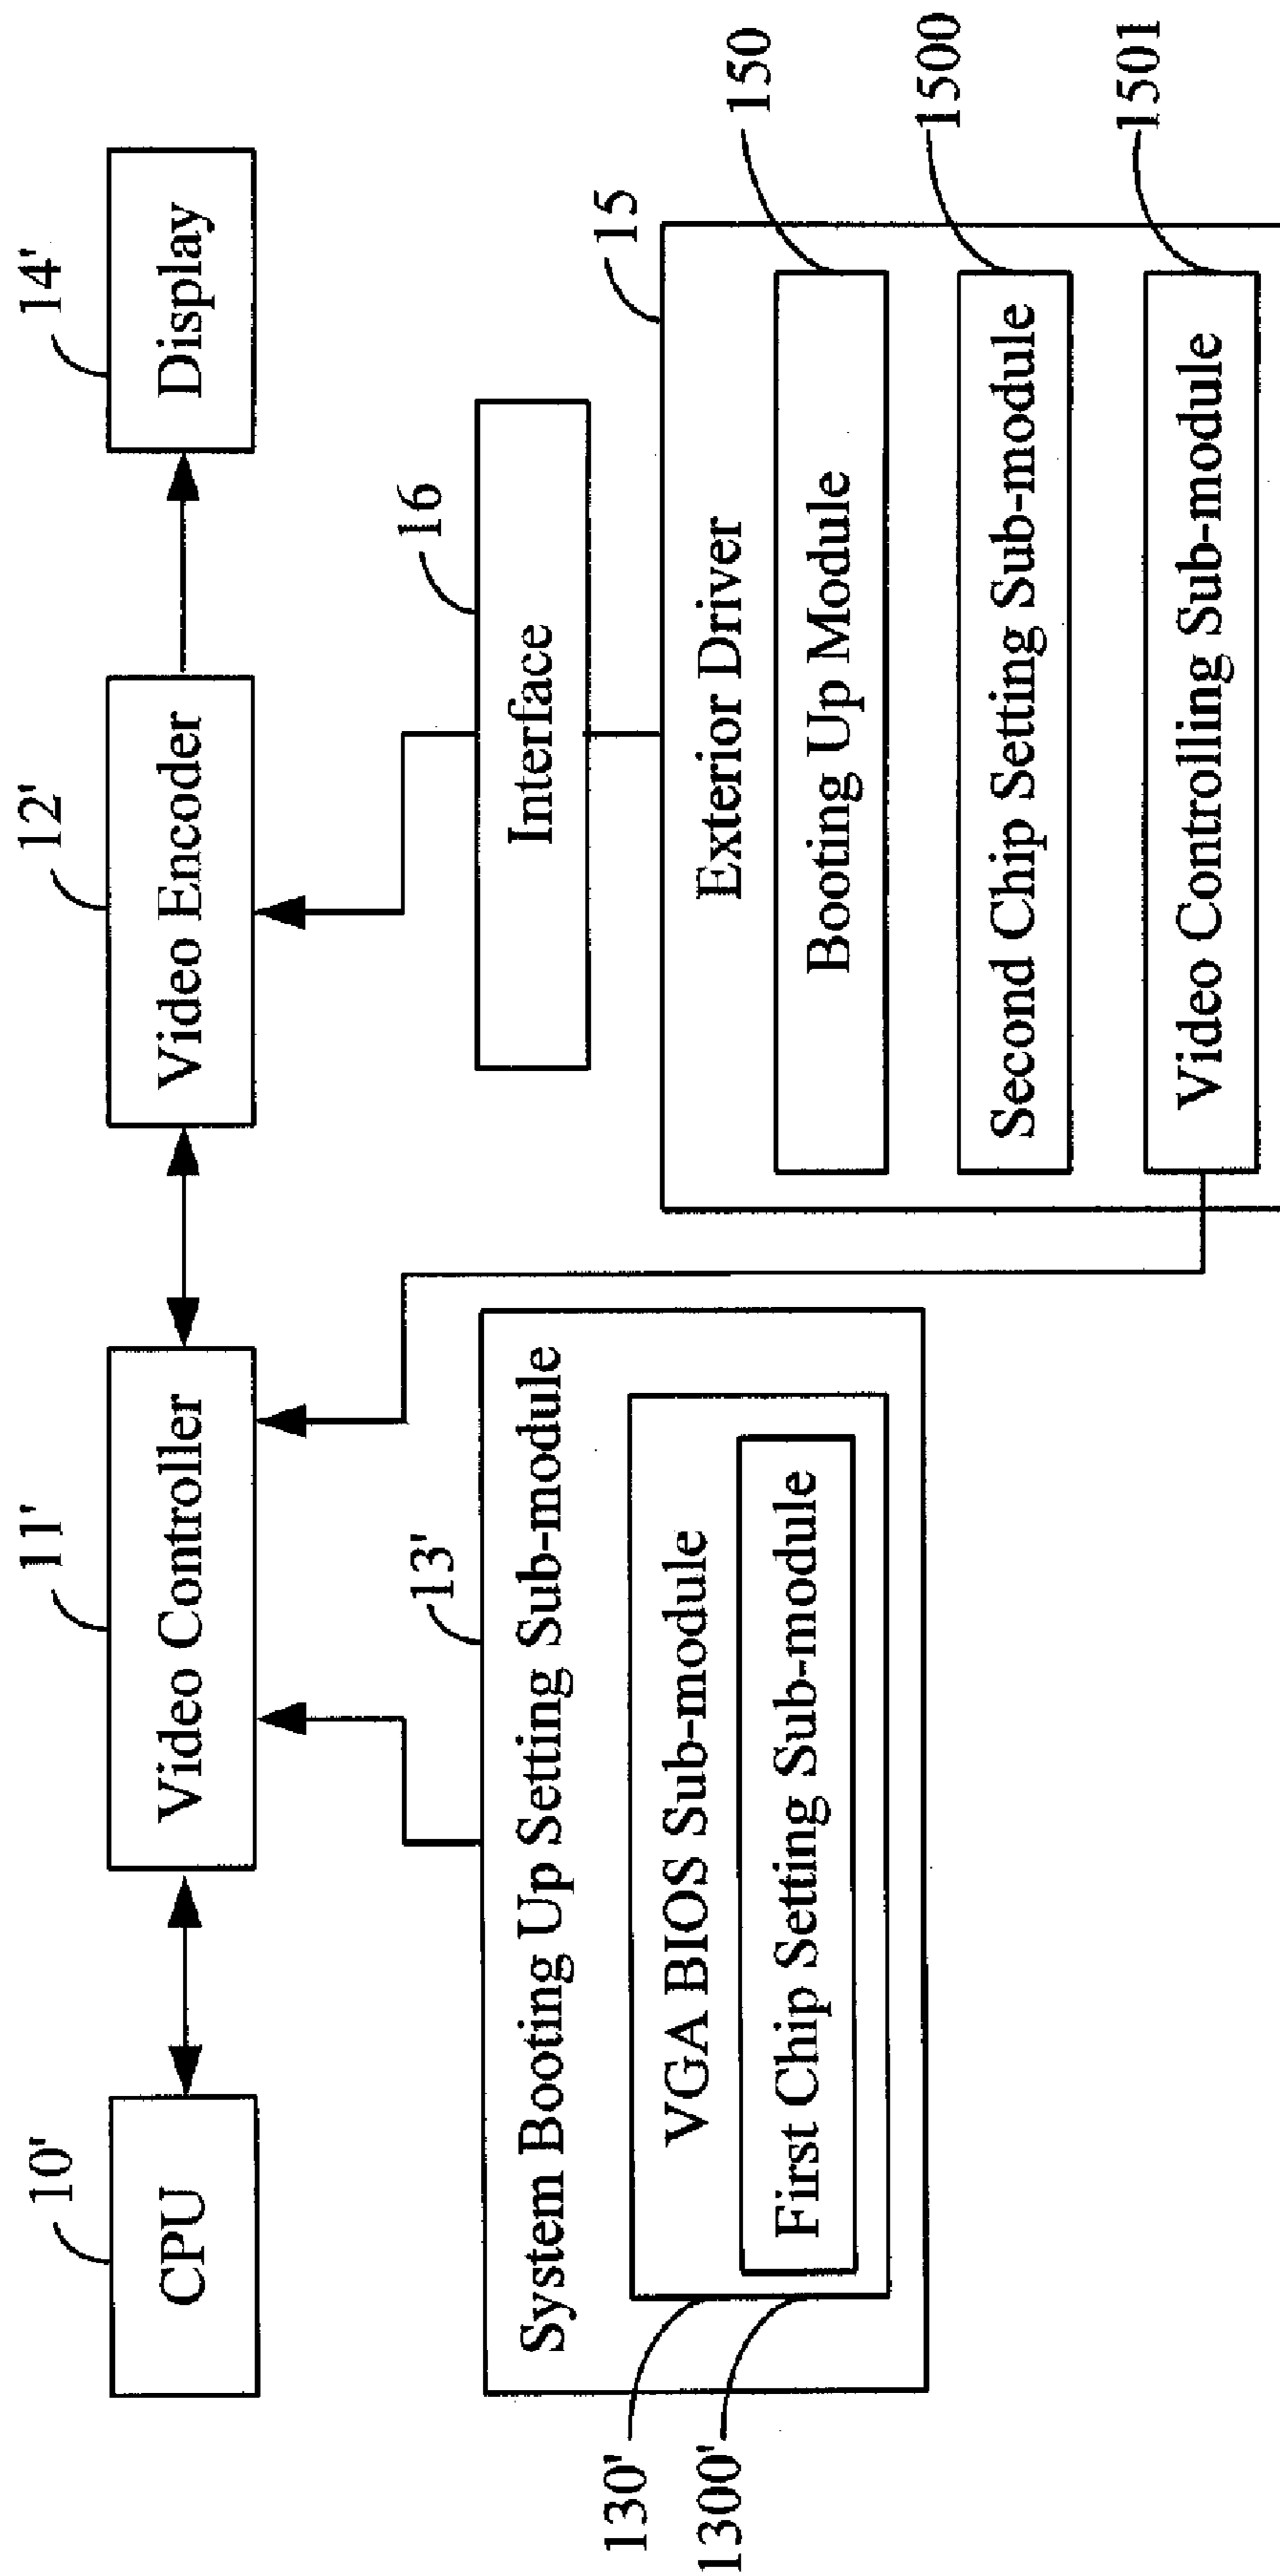 10'
CPU
11'
Video Controller
12'
Video Encoder
14'
Display
13'
System Booting Up Setting Sub-module
VGA BIOS Sub-module
First Chip Setting Sub-module
130'
1300'
16
Interface
15
Exterior Driver
Booting Up Module
150
Second Chip Setting Sub-module
1500
Video Controlling Sub-module
1501